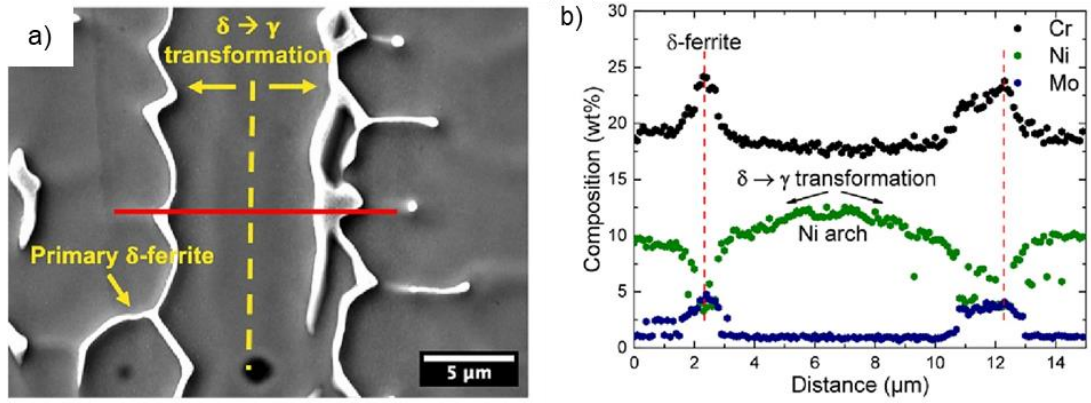 a)
δ → γ
transformation
Primary δ-ferrite
5 µm
b)
δ-ferrite
Cr
Ni
Mo
δ → γ transformation
Ni arch
Composition (wt%)
25
20
15
10
5
0
0 2 4 6 8 10 12 14
Distance (µm)